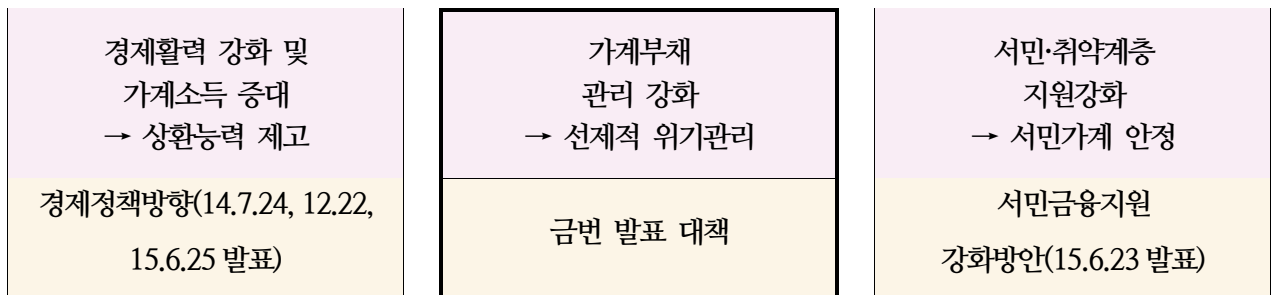 경제활력 강화 및
가계소득 증대
→ 상환능력 제고
경제정책방향(14.7.24, 12.22,
15.6.25 발표)
가계부채
관리 강화
→ 선제적 위기관리
금번 발표 대책
서민·취약계층
지원강화
→ 서민가계 안정
서민금융지원
강화방안(15.6.23 발표)